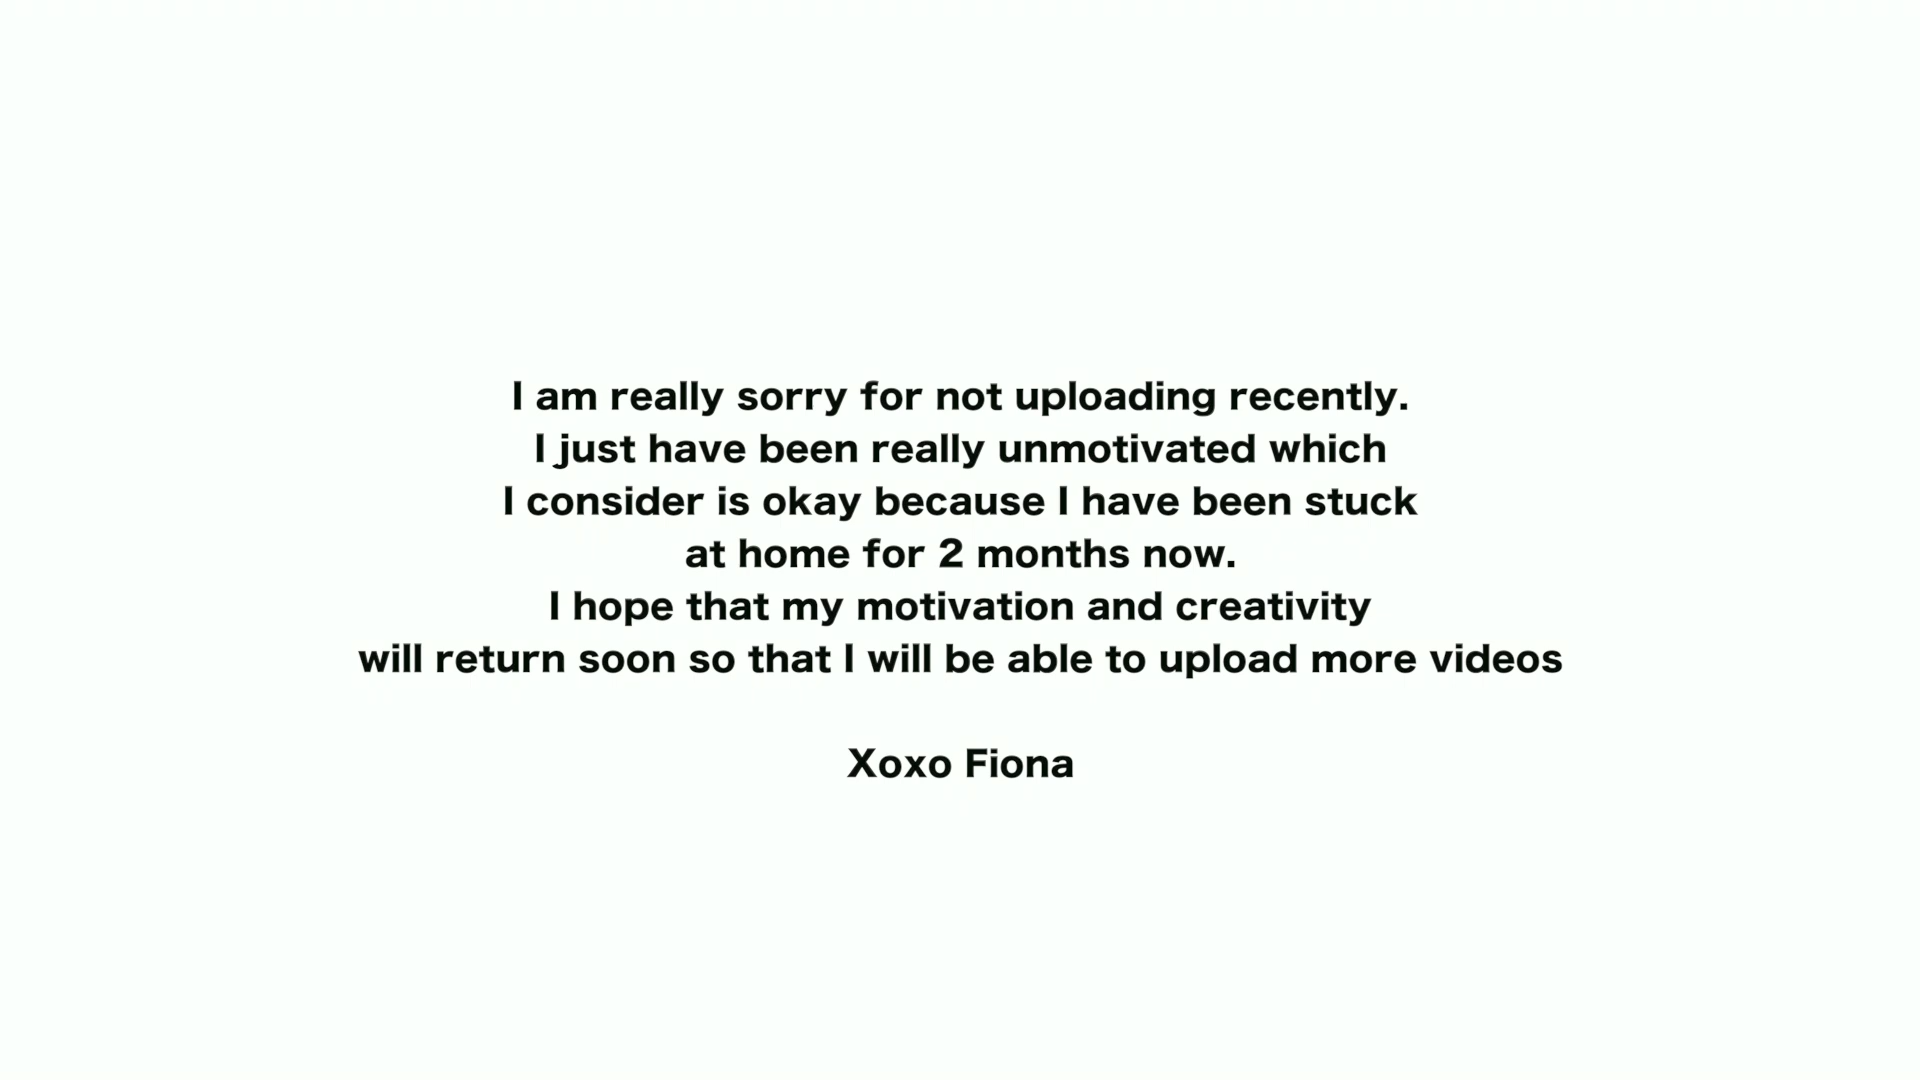 I am really sorry for not uploading recently.
I just have been really unmotivated which
I consider is okay because I have been stuck
at home for 2 months now.
I hope that my motivation and creativity
will return soon so that I will be able to upload more videos
Xoxo Fiona